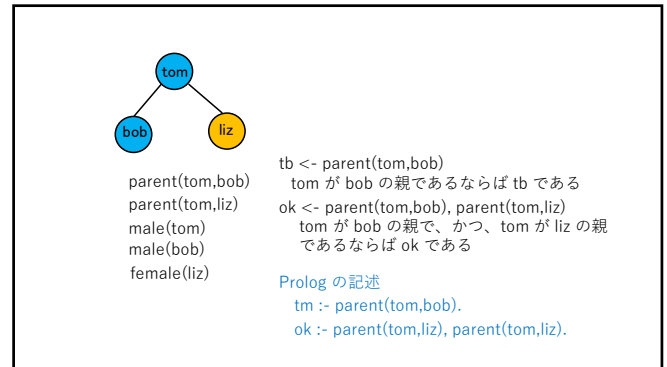 tom
bob
liz
parent(tom,bob)
parent(tom,liz)
male(tom)
male(bob)
female(liz)
tb <- parent(tom,bob)
tom が bob の親であるならば tb である
ok <- parent(tom,bob), parent(tom,liz)
tom が bob の親で、かつ、tom が liz の親
であるならば ok である
Prolog の記述
tm :- parent(tom,bob).
ok :- parent(tom,liz), parent(tom,liz).